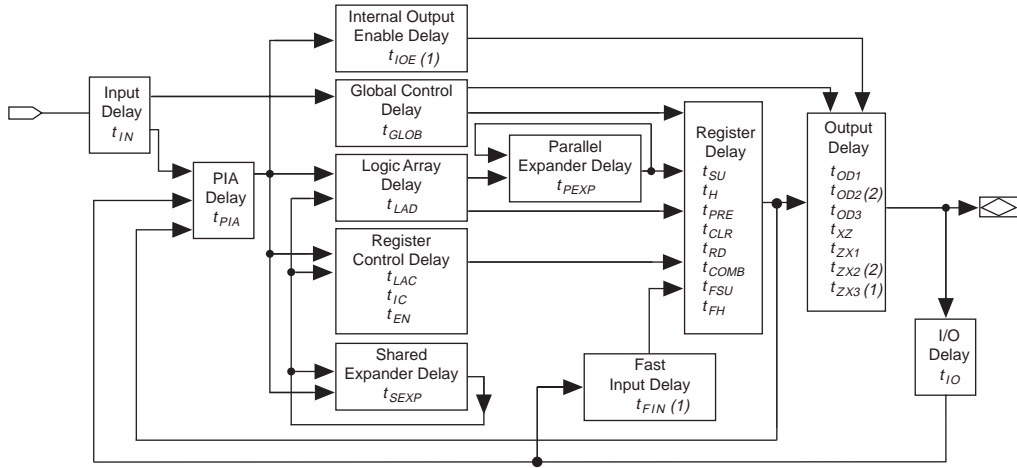 Internal Output
Enable Delay
tIOE (1)
Input
Delay
tIN
Global Control
Delay
tGLOB
PIA
Delay
tPIA
Logic Array
Delay
tLAD
Parallel
Expander Delay
tPEXP
Register
Control Delay
tLAC
tIC
tEN
Shared
Expander Delay
tSEXP
Fast
Input Delay
tFIN (1)
Register
Delay
tSU
tH
tPRE
tCLR
tRD
tCOMB
tFSU
tFH
Output
Delay
tOD1
tOD2 (2)
tOD3
tXZ
tZX1
tZX2 (2)
tZX3 (1)
I/O
Delay
tIO